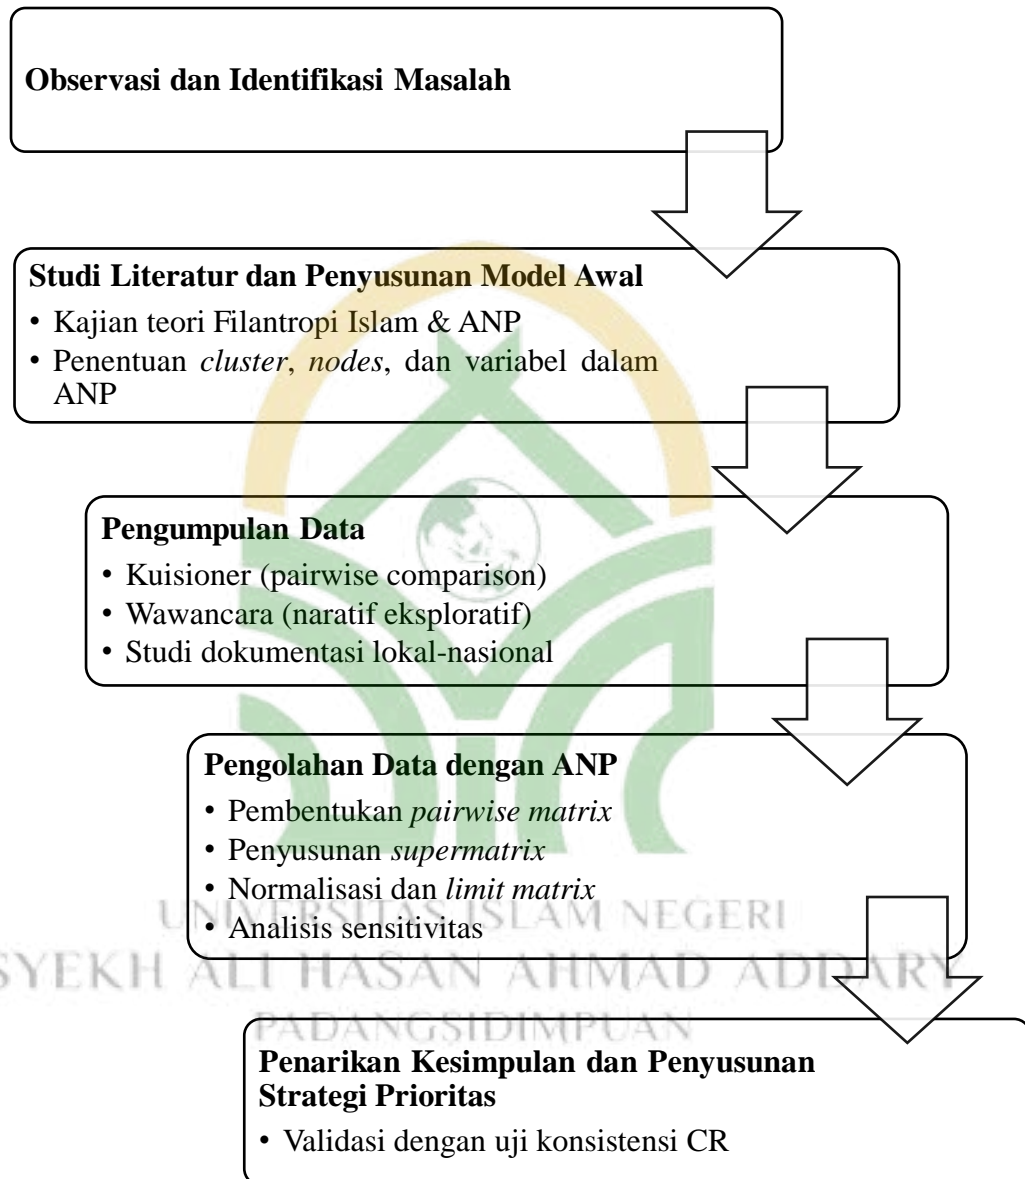 Observasi dan Identifikasi Masalah
Studi Literatur dan Penyusunan Model Awal
• Kajian teori Filantropi Islam & ANP
• Penentuan cluster, nodes, dan variabel dalam
ANP
Pengumpulan Data
• Kuisioner (pairwise comparison)
• Wawancara (naratif eksploratif)
• Studi dokumentasi lokal-nasional
Pengolahan Data dengan ANP
• Pembentukan pairwise matrix
• Penyusunan supermatrix
• Normalisasi dan limit matrix
UNIVERSITAS ISLAM NEGERI
• Analisis sensitivitas
SYEKH ALI HASAN AHMAD ADDARY
PADANGSIDIMPUAN
Penarikan Kesimpulan dan Penyusunan
Strategi Prioritas
• Validasi dengan uji konsistensi CR